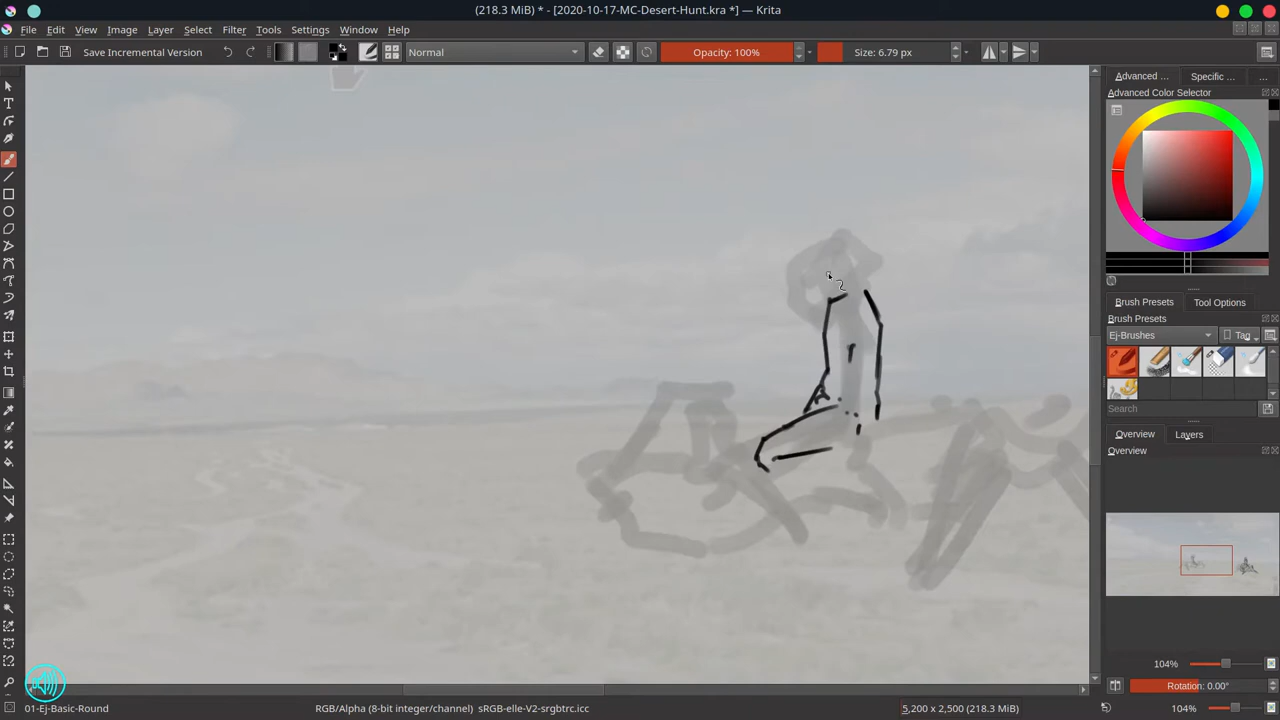 (218.3 MiB) * - [2020-10-17-MC-Desert-Hunt.kra *] — Krita
File Edit View Image Layer Select Filter Tools Settings Window Help
Save Incremental Version Normal Opacity: 100% Size: 6.79 px
Advanced ... Specific ... ...
Advanced Color Selector
Brush Presets Tool Options
Brush Presets
Ej-Brushes Tag
Search
Overview Layers
Overview
104%
Rotation: 0.00°
01-Ej-Basic-Round RGB/Alpha (8-bit integer/channel) sRGB-elle-V2-srgbtrc.icc 5,200 x 2,500 (218.3 MiB) 104%